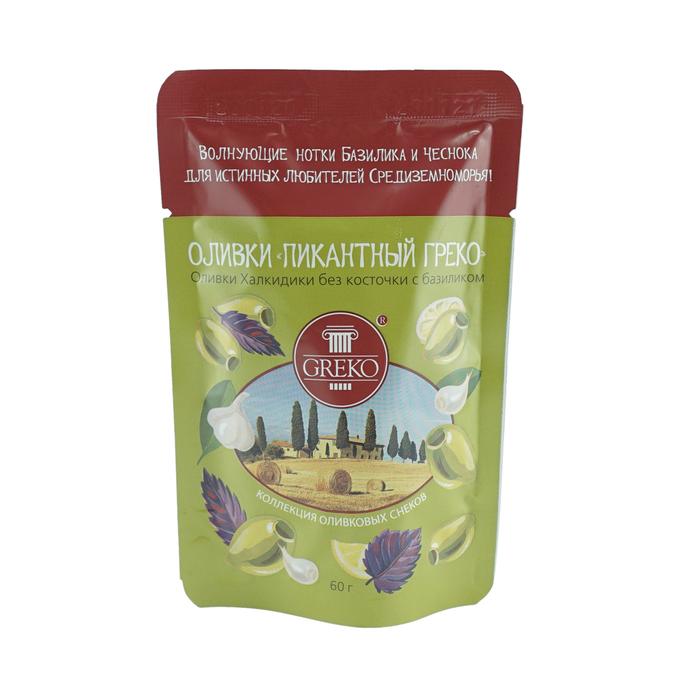 Волнующие нотки Базилика и Чеснока
для истинных любителей Средиземноморья!
Оливки «Пикантный Греко»
Оливки Халкидики без косточки с базиликом
®
GREKO
КОЛЛЕКЦИЯ ОЛИВКОВЫХ СНЕКОВ
60 г